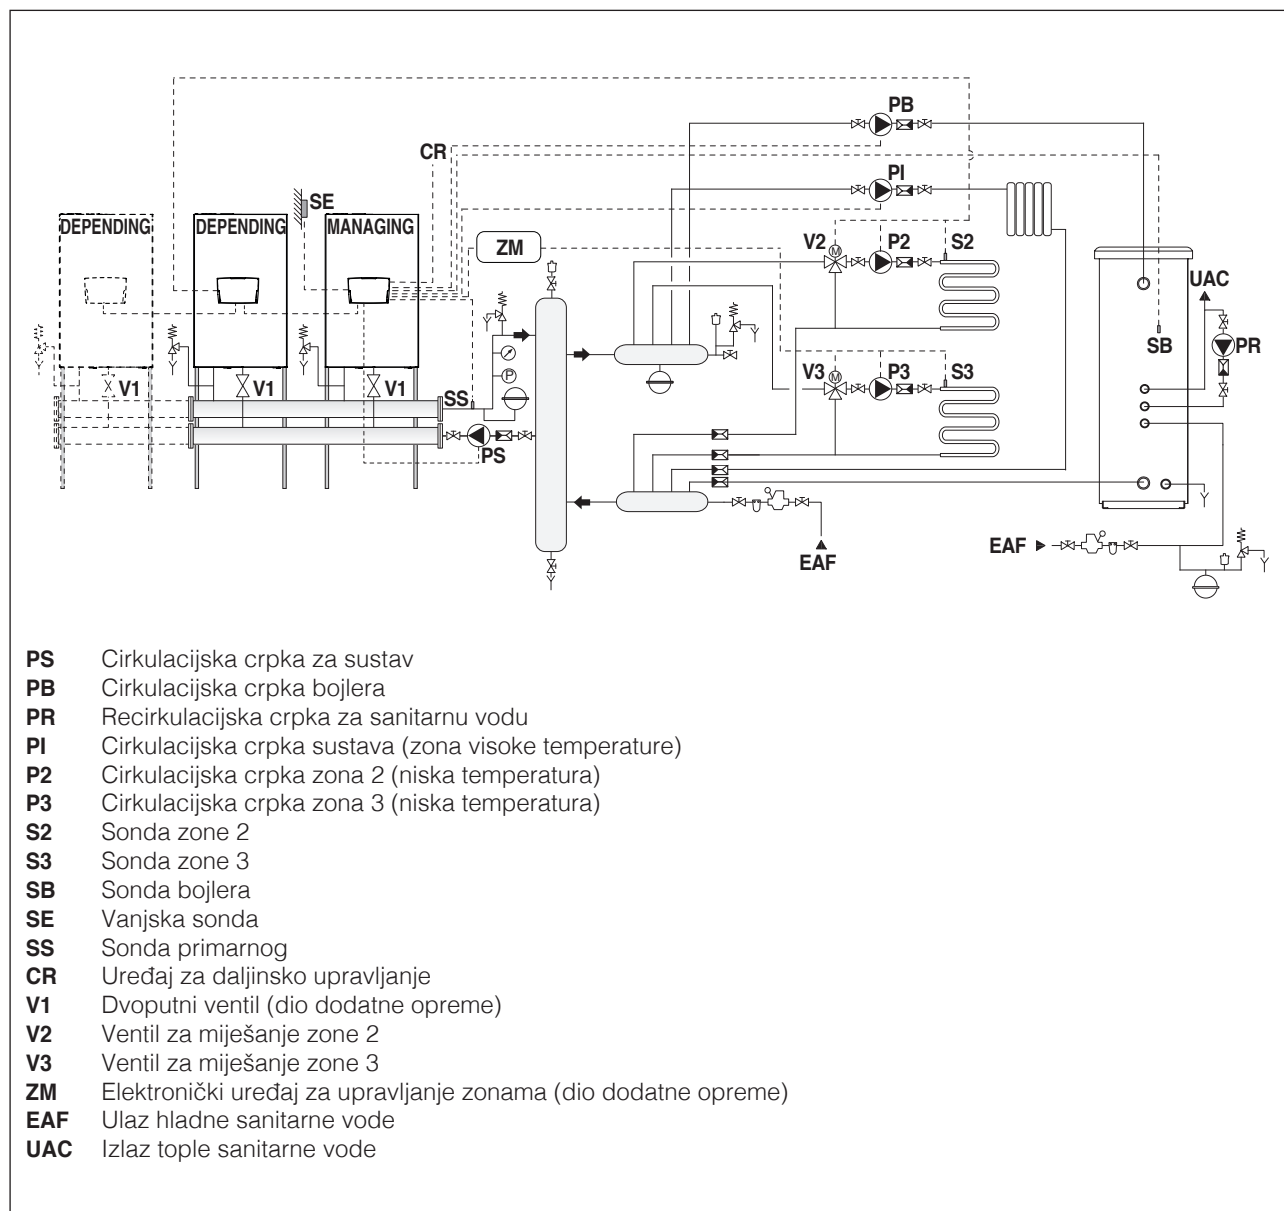 PB
CR
PI
SE
DEPENDING DEPENDING MANAGING
ZM
V2 M P2 S2
UAC
SB PR
V3 M P3 S3
V1 V1 V1 SS P
PS
EAF
EAF
PS Cirkulacijska crpka za sustav
PB Cirkulacijska crpka bojlera
PR Recirkulacijska crpka za sanitarnu vodu
PI Cirkulacijska crpka sustava (zona visoke temperature)
P2 Cirkulacijska crpka zona 2 (niska temperatura)
P3 Cirkulacijska crpka zona 3 (niska temperatura)
S2 Sonda zone 2
S3 Sonda zone 3
SB Sonda bojlera
SE Vanjska sonda
SS Sonda primarnog
CR Uređaj za daljinsko upravljanje
V1 Dvoputni ventil (dio dodatne opreme)
V2 Ventil za miješanje zone 2
V3 Ventil za miješanje zone 3
ZM Elektronički uređaj za upravljanje zonama (dio dodatne opreme)
EAF Ulaz hladne sanitarne vode
UAC Izlaz tople sanitarne vode